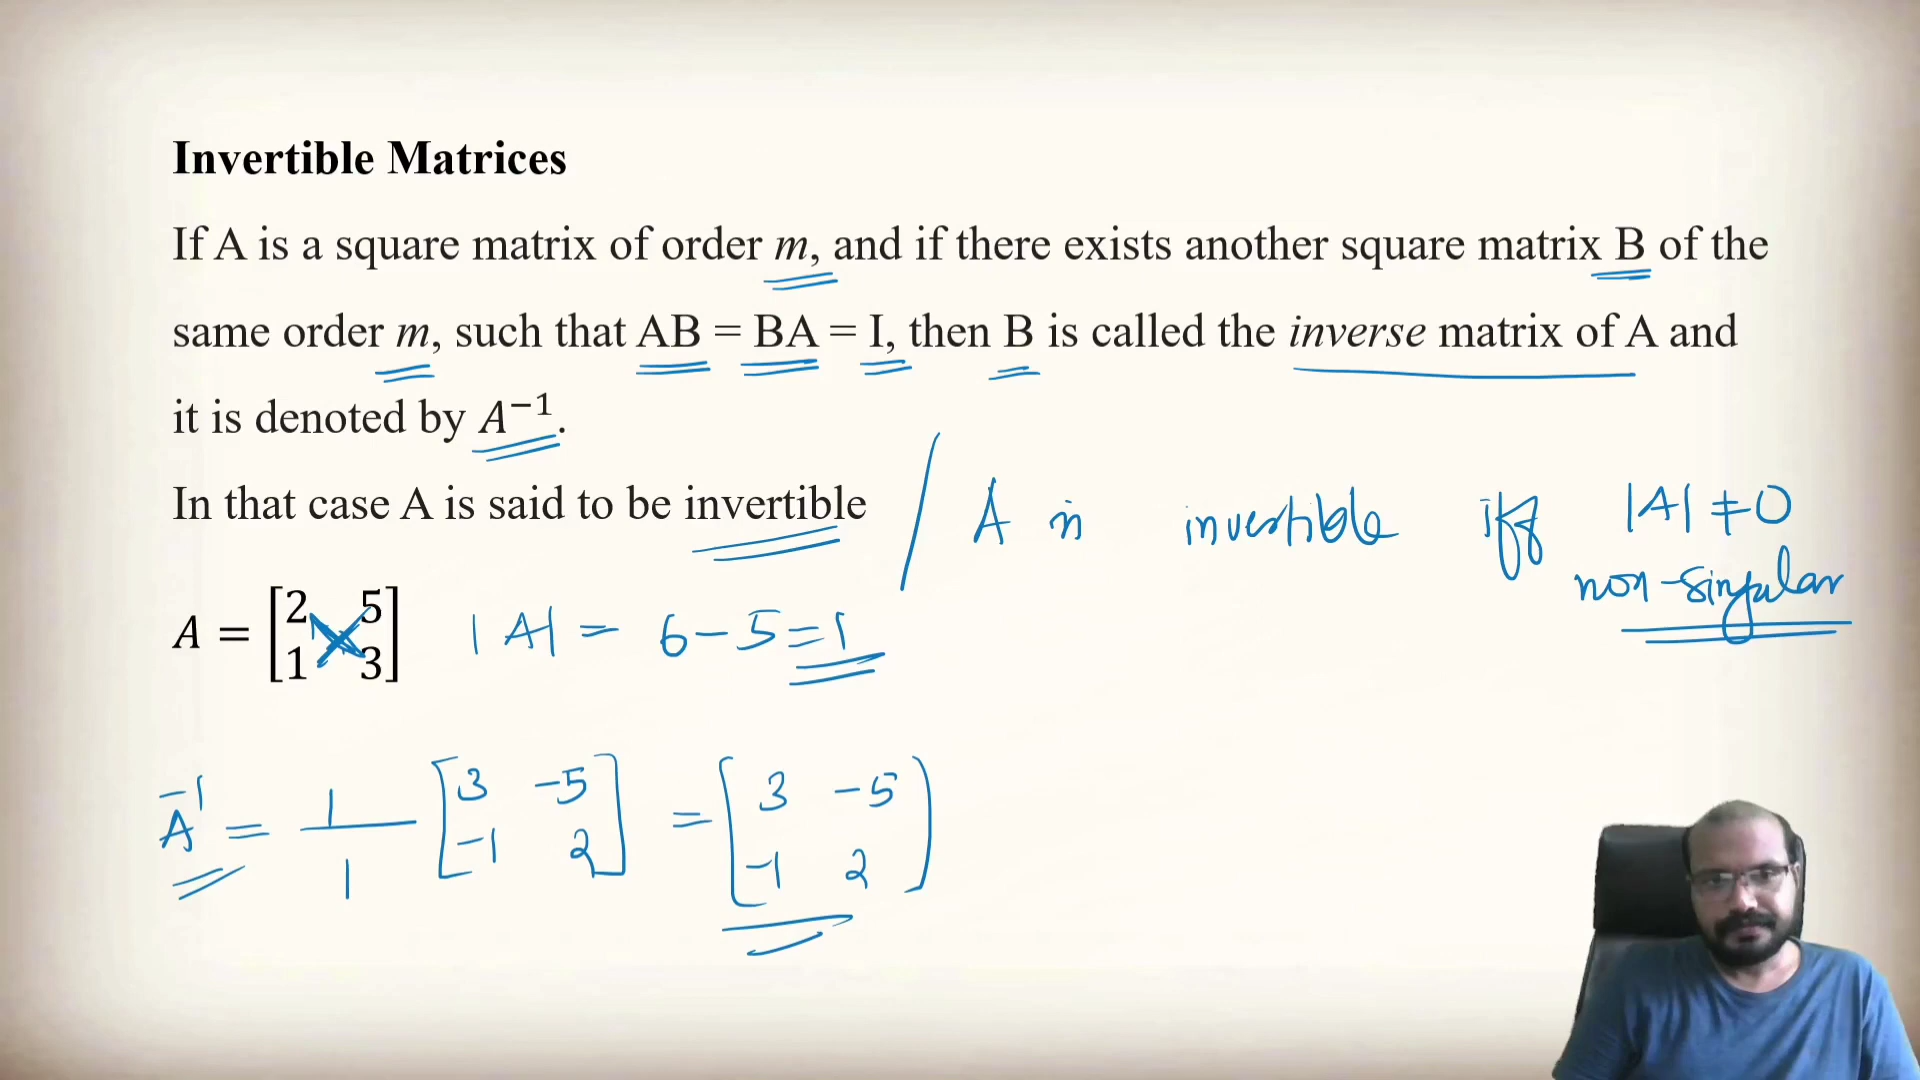 Invertible Matrices
If A is a square matrix of order m, and if there exists another square matrix B of the
same order m, such that AB = BA = I, then B is called the inverse matrix of A and
it is denoted by A⁻¹.
In that case A is said to be invertible / A is invertible iff |A| ≠ 0
non-singular
A = [2 5; 1 3] |A| = 6 - 5 = 1
A⁻¹ = 1/1 [3 -5; -1 2] = [3 -5; -1 2]